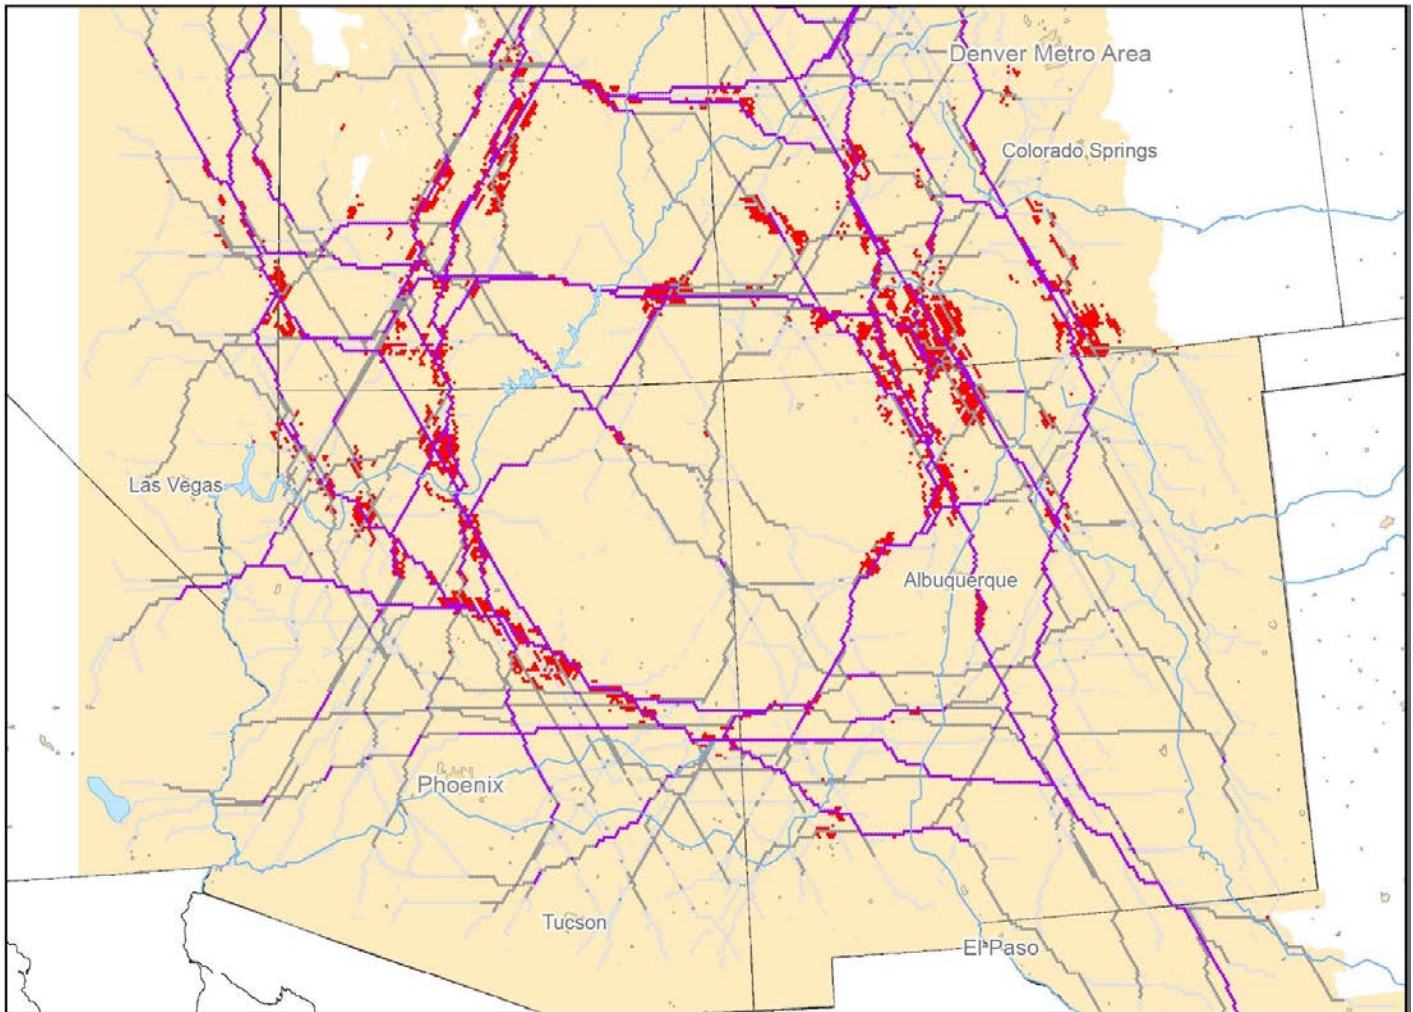 Denver Metro Area
Colorado Springs
Las Vegas
Albuquerque
Phoenix
Tucson
El Paso